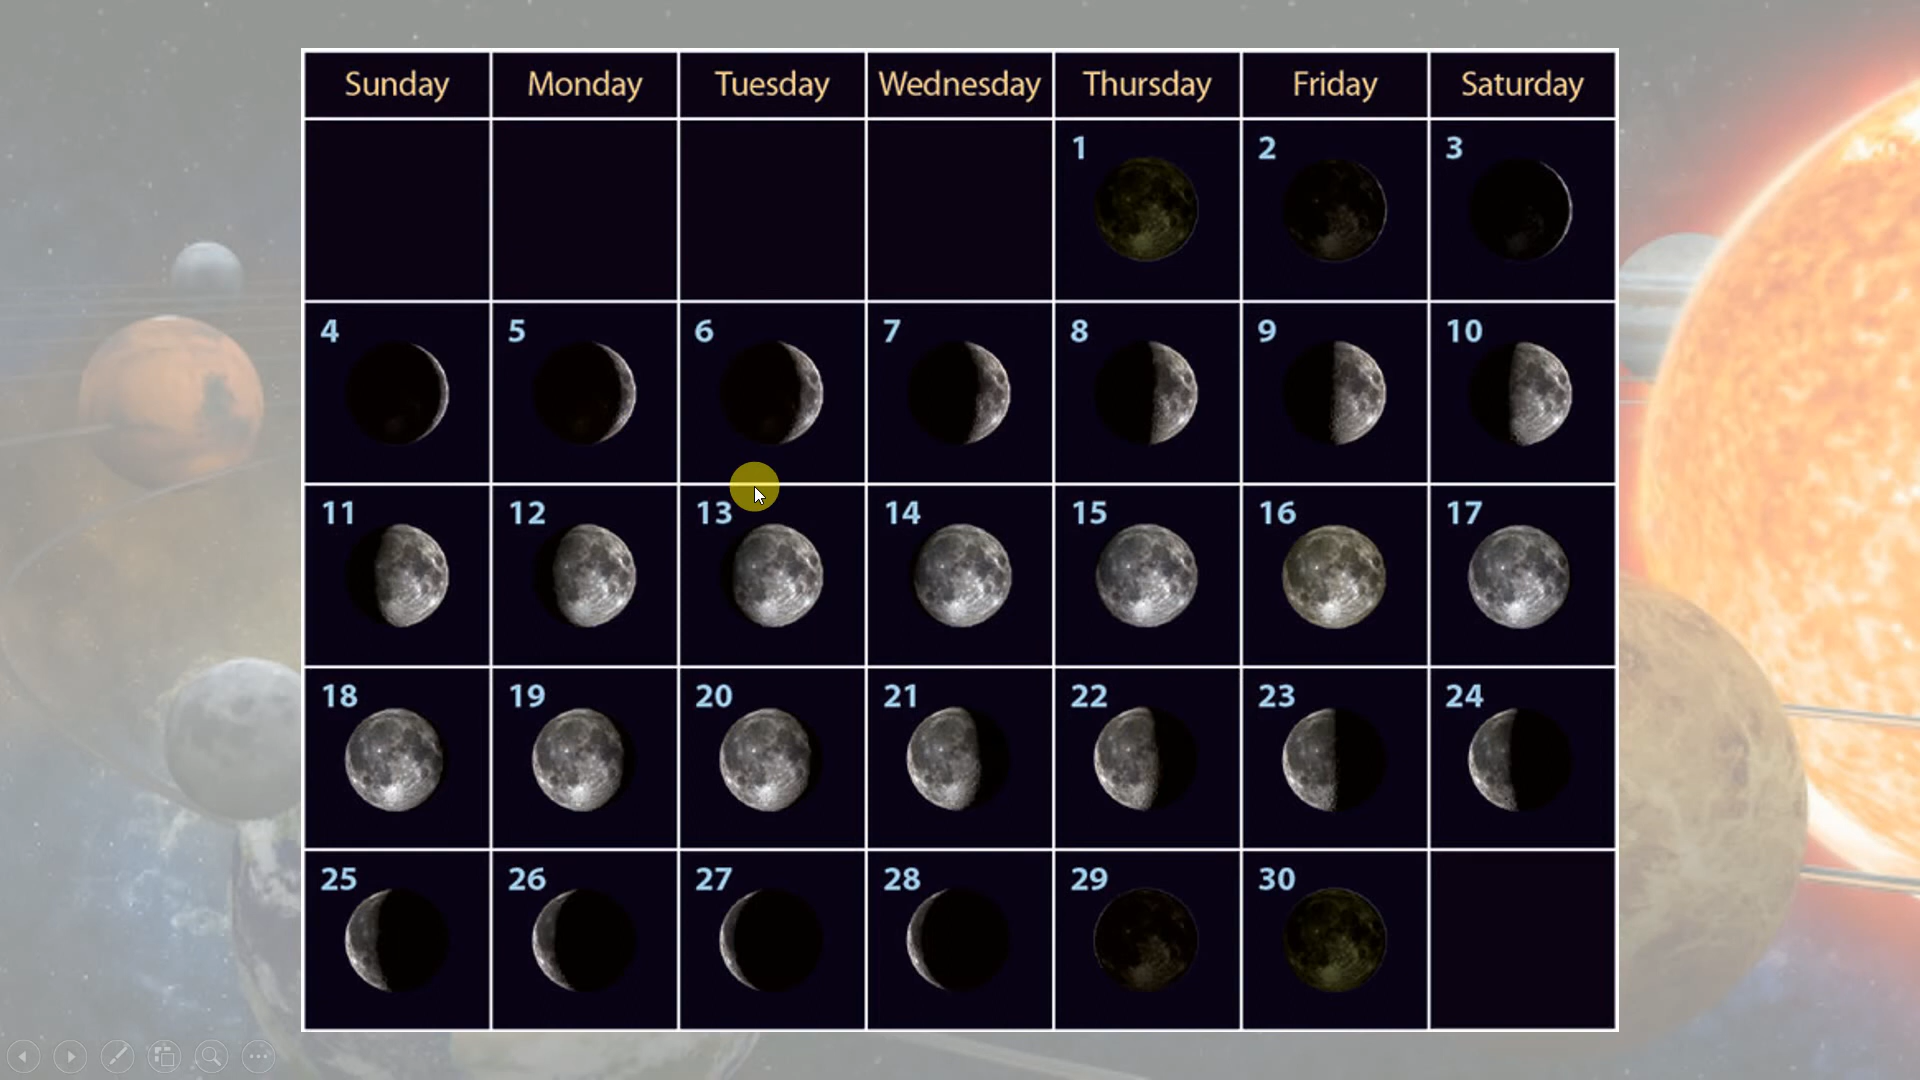 Sunday Monday Tuesday Wednesday Thursday Friday Saturday
1 2 3
4 5 6 7 8 9 10
11 12 13 14 15 16 17
18 19 20 21 22 23 24
25 26 27 28 29 30